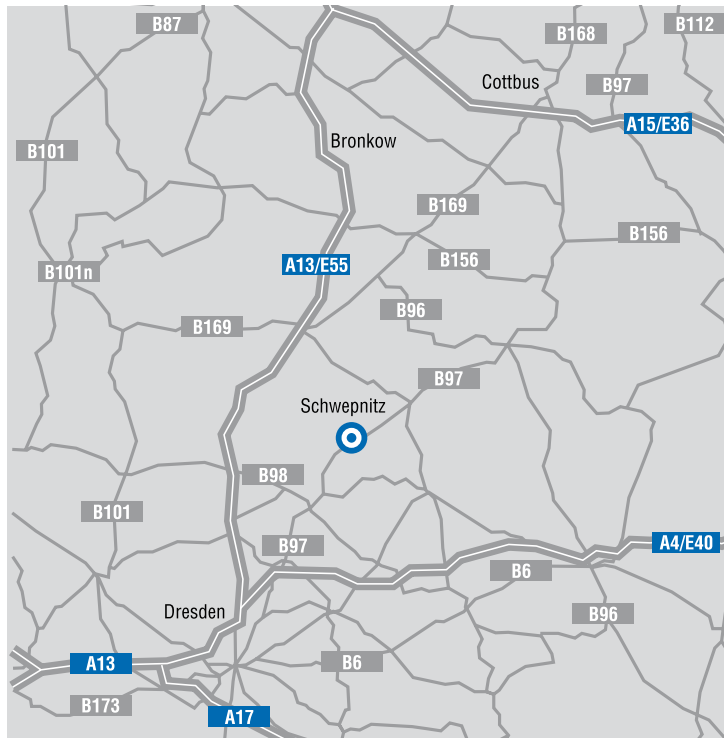 B87
B168
B112
Cottbus
B97
A15/E36
Bronkow
B101
B169
B156
B101n
A13/E55
B156
B96
B169
B97
Schwepnitz
B98
B101
B97
A4/E40
B6
Dresden
B96
A13
B6
B173
A17